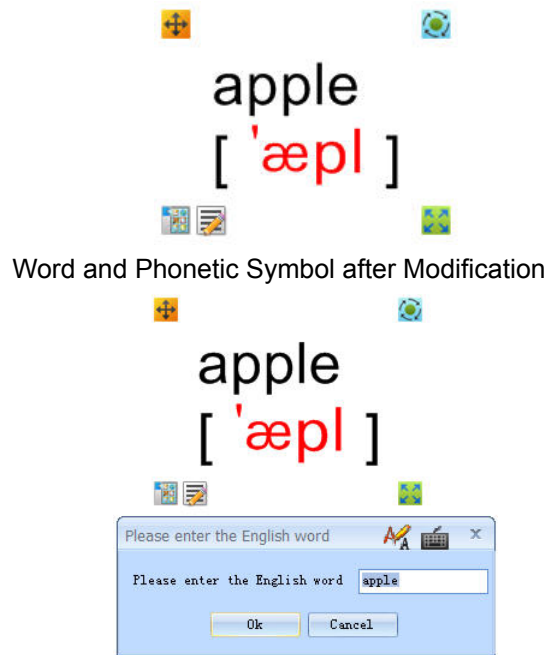 apple
[ 'æpl ]
Word and Phonetic Symbol after Modification
apple
[ 'æpl ]
Please enter the English word
Please enter the English word apple
Ok Cancel